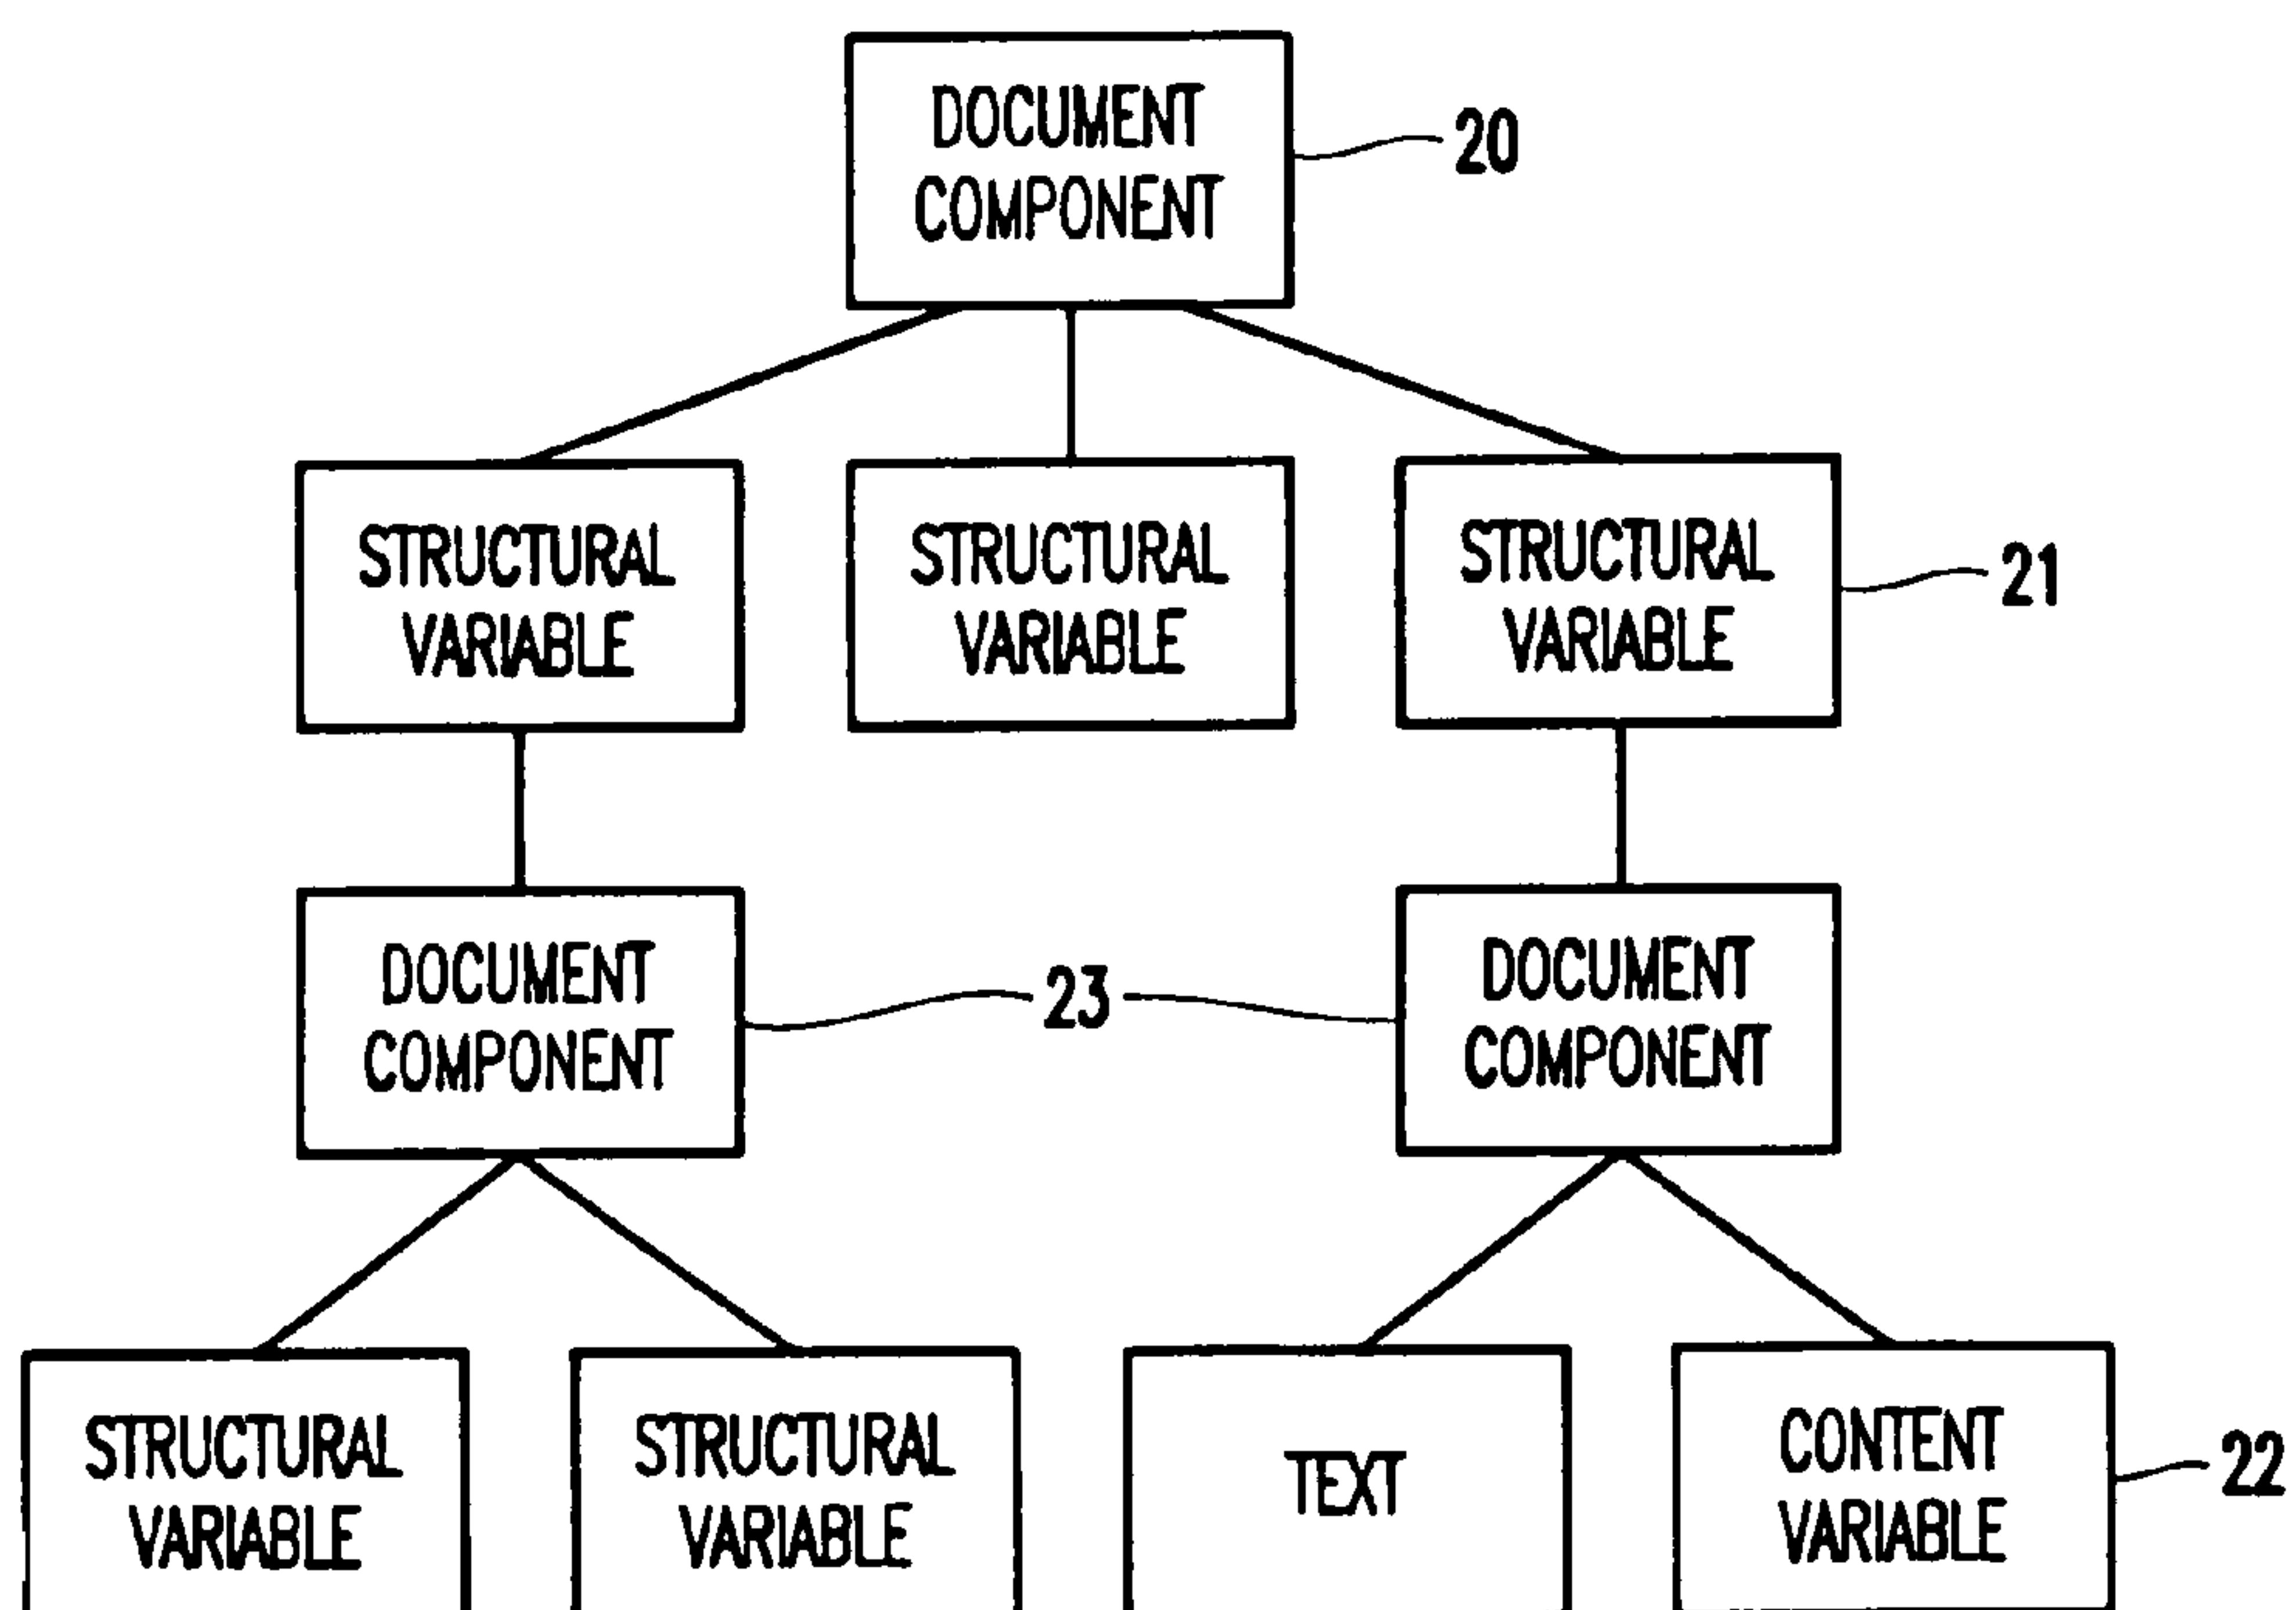 DOCUMENT
COMPONENT
20
STRUCTURAL
VARIABLE
STRUCTURAL
VARIABLE
STRUCTURAL
VARIABLE
21
DOCUMENT
COMPONENT
23
DOCUMENT
COMPONENT
STRUCTURAL
VARIABLE
STRUCTURAL
VARIABLE
TEXT
CONTENT
VARIABLE
22